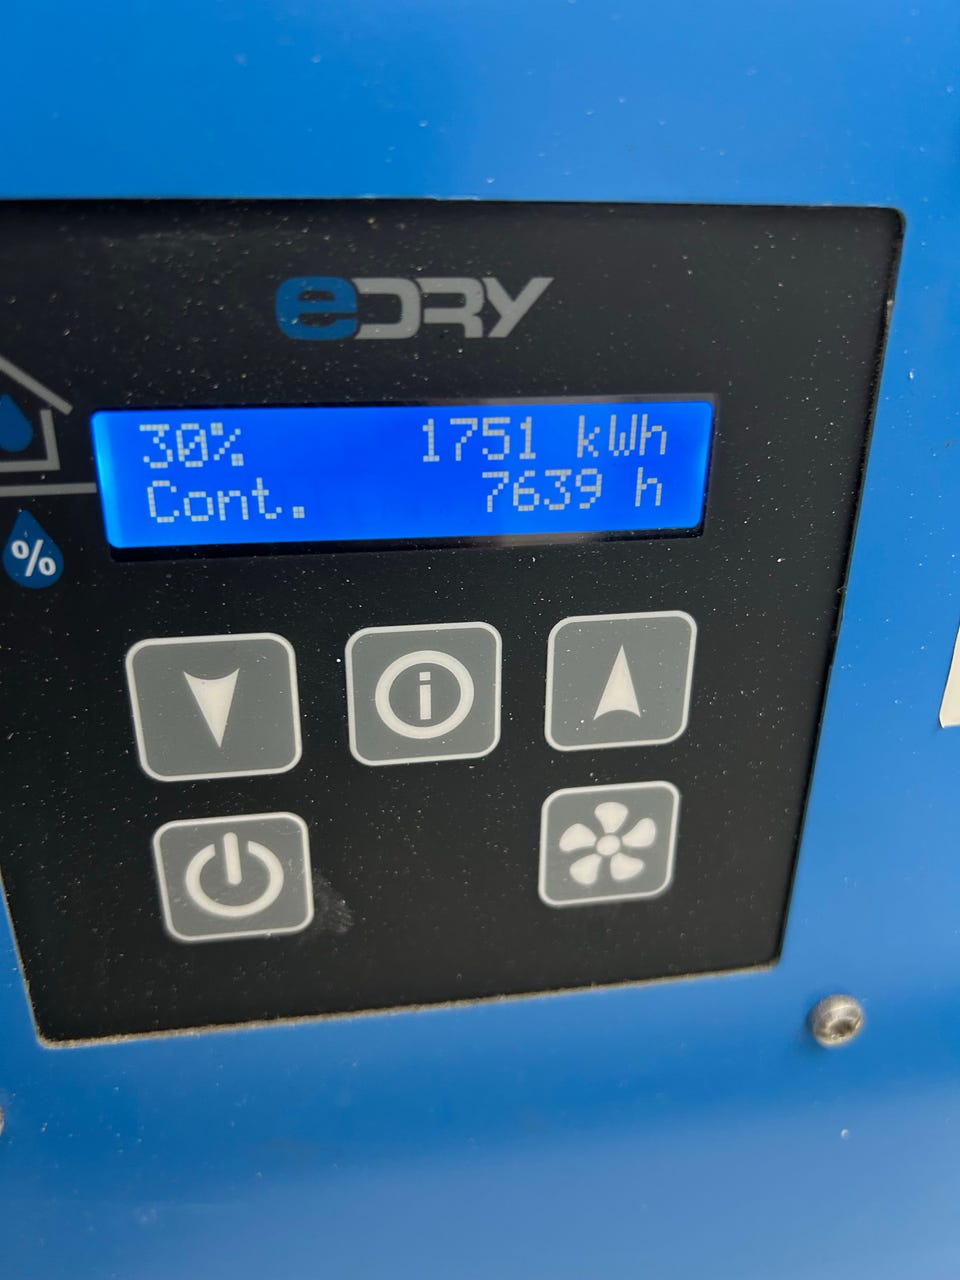 eDRY
30% 1751 kWh
Cont. 7639 h
%
i